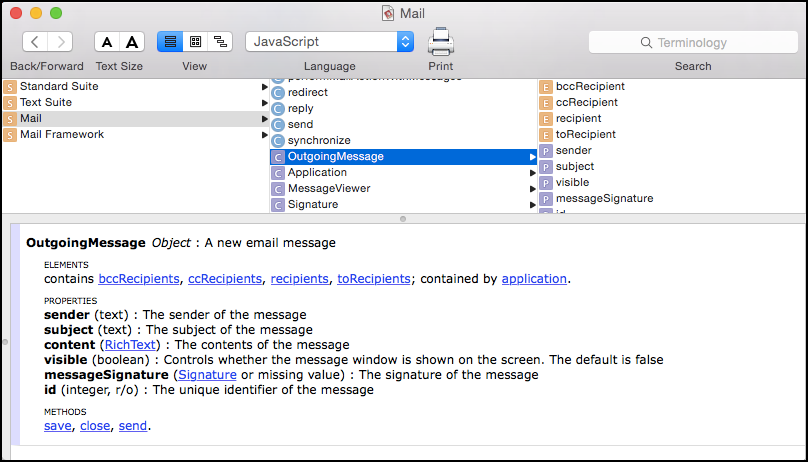 Mail
A A
JavaScript
Terminology
Back/Forward Text Size View Language Print Search
S Standard Suite
S Text Suite
S Mail
S Mail Framework
C performMailActionWithMessages
C redirect
C reply
C send
C synchronize
C OutgoingMessage
C Application
C MessageViewer
C Signature
E bccRecipient
E ccRecipient
E recipient
E toRecipient
P sender
P subject
P visible
P messageSignature
id
OutgoingMessage Object : A new email message
ELEMENTS
contains bccRecipients, ccRecipients, recipients, toRecipients; contained by application.
PROPERTIES
sender (text) : The sender of the message
subject (text) : The subject of the message
content (RichText) : The contents of the message
visible (boolean) : Controls whether the message window is shown on the screen. The default is false
messageSignature (Signature or missing value) : The signature of the message
id (integer, r/o) : The unique identifier of the message
METHODS
save, close, send.